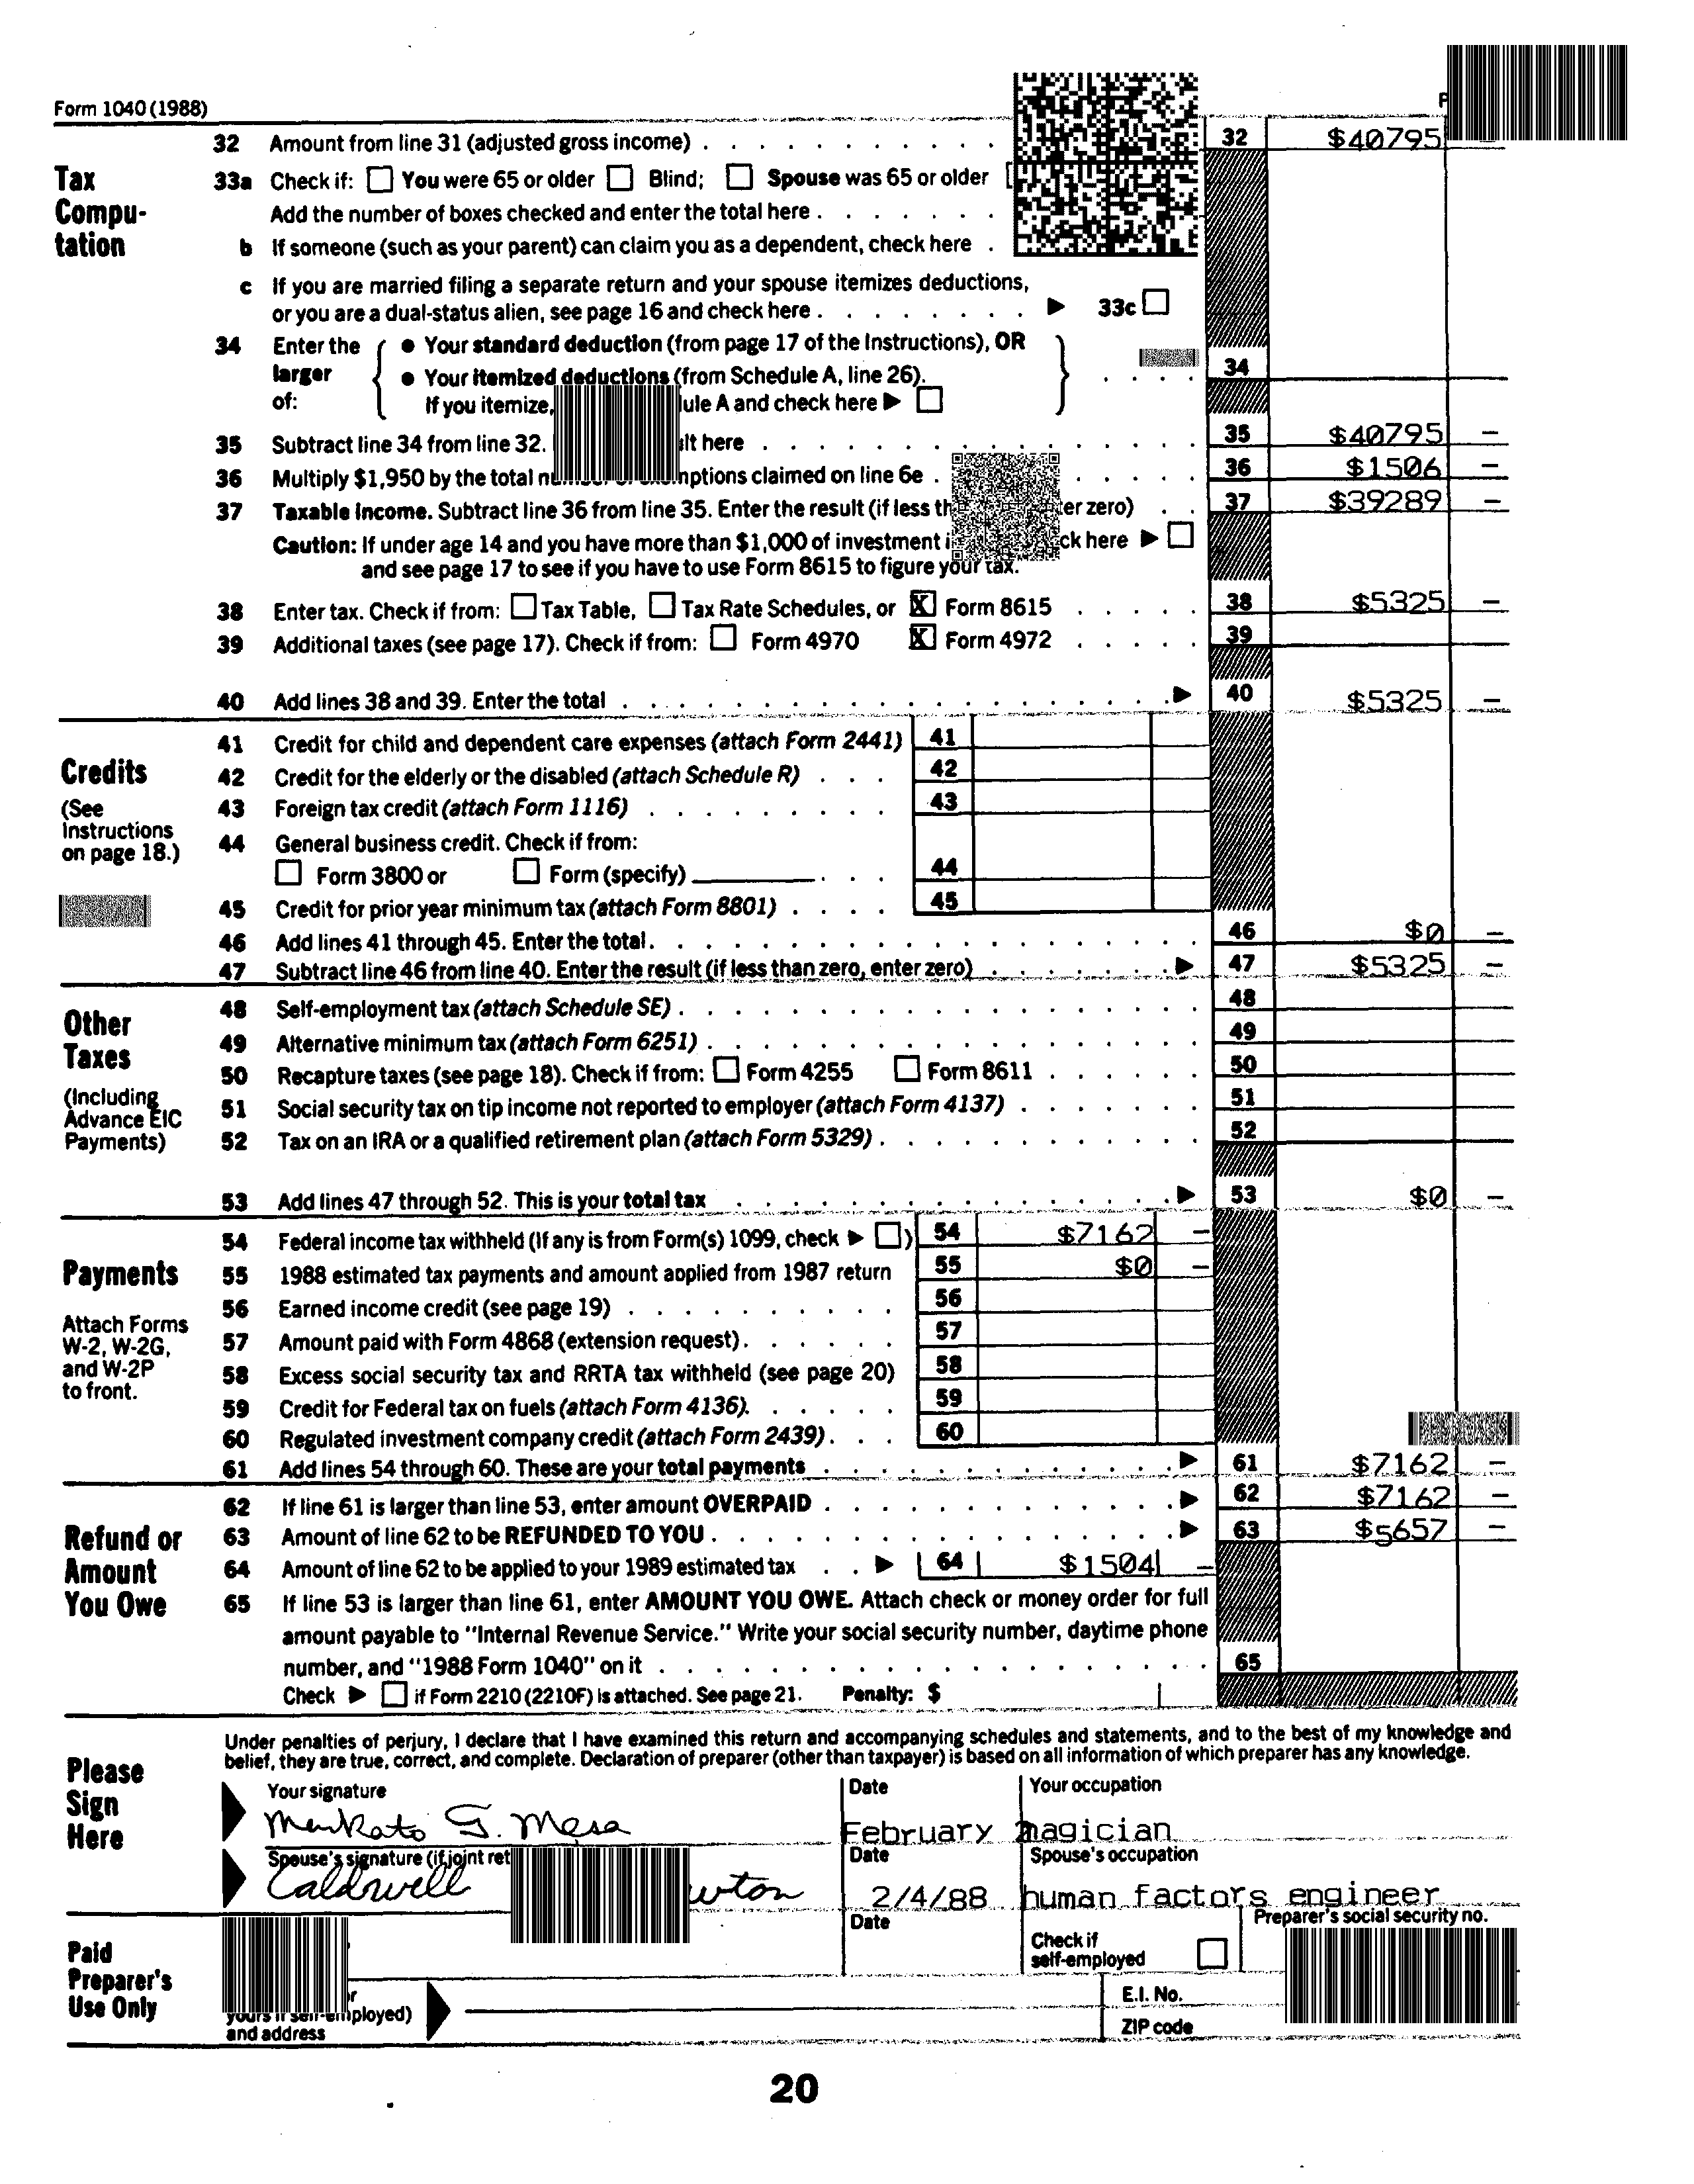 Form 1040 (1988)
32 Amount from line 31 (adjusted gross income) . . . . . . . . . . . 32 $40795
Tax Compu- tation
33a Check if: You were 65 or older Blind; Spouse was 65 or older
Add the number of boxes checked and enter the total here . . . . . . .
b If someone (such as your parent) can claim you as a dependent, check here .
c If you are married filing a separate return and your spouse itemizes deductions,
or you are a dual-status alien, see page 16 and check here . . . . . . . . ▶ 33c
34 Enter the larger of: { ● Your standard deduction (from page 17 of the Instructions), OR
● Your itemized deductions (from Schedule A, line 26). } . . . . 34
If you itemize, A and check here ▶
35 Subtract line 34 from line 32. here . . . . . . . . . . . . . . 35 $40795 –
36 Multiply $1,950 by the total claimed on line 6e . . . . . . 36 $1506 –
37 Taxable income. Subtract line 36 from line 35. Enter the result (if less zero) . . 37 $39289 –
Caution: If under age 14 and you have more than $1,000 of investment here ▶
and see page 17 to see if you have to use Form 8615 to figure your tax.
38 Enter tax. Check if from: Tax Table, Tax Rate Schedules, or X Form 8615 . . . . . 38 $5325 –
39 Additional taxes (see page 17). Check if from: Form 4970 X Form 4972 . . . . . 39
40 Add lines 38 and 39. Enter the total . . . . . . . . . . . . . . ▶ 40 $5325 –
Credits
(See Instructions on page 18.)
41 Credit for child and dependent care expenses (attach Form 2441) 41
42 Credit for the elderly or the disabled (attach Schedule R) . . . 42
43 Foreign tax credit (attach Form 1116) . . . . . . . . . 43
44 General business credit. Check if from:
Form 3800 or Form (specify) . . . 44
45 Credit for prior year minimum tax (attach Form 8801) . . . . 45
46 Add lines 41 through 45. Enter the total. . . . . . . . . . . . . . 46 $0 –
47 Subtract line 46 from line 40. Enter the result (if less than zero, enter zero) . . . . . . . ▶ 47 $5325 –
Other Taxes
(Including Advance EIC Payments)
48 Self-employment tax (attach Schedule SE) . . . . . . . . . . . . . 48
49 Alternative minimum tax (attach Form 6251) . . . . . . . . . . . . 49
50 Recapture taxes (see page 18). Check if from: Form 4255 Form 8611 . . . . . . 50
51 Social security tax on tip income not reported to employer (attach Form 4137) . . . . . . . 51
52 Tax on an IRA or a qualified retirement plan (attach Form 5329) . . . . . . . . . . . 52
53 Add lines 47 through 52. This is your total tax . . . . . . . . . . . ▶ 53 $0 –
Payments
Attach Forms W-2, W-2G, and W-2P to front.
54 Federal income tax withheld (If any is from Form(s) 1099, check ▶ ) 54 $7162 –
55 1988 estimated tax payments and amount applied from 1987 return 55 $0 –
56 Earned income credit (see page 19) . . . . . . . . . . 56
57 Amount paid with Form 4868 (extension request). . . . . . 57
58 Excess social security tax and RRTA tax withheld (see page 20) 58
59 Credit for Federal tax on fuels (attach Form 4136). . . . . . 59
60 Regulated investment company credit (attach Form 2439) . . . 60
61 Add lines 54 through 60. These are your total payments . . . . . . . . . ▶ 61 $7162 –
62 If line 61 is larger than line 53, enter amount OVERPAID . . . . . . . . . ▶ 62 $7162 –
Refund or Amount You Owe
63 Amount of line 62 to be REFUNDED TO YOU . . . . . . . . . . . . ▶ 63 $5657 –
64 Amount of line 62 to be applied to your 1989 estimated tax . . ▶ 64 $1504 –
65 If line 53 is larger than line 61, enter AMOUNT YOU OWE. Attach check or money order for full
amount payable to "Internal Revenue Service." Write your social security number, daytime phone
number, and "1988 Form 1040" on it . . . . . . . . . . . . . . 65
Check ▶ if Form 2210 (2210F) is attached. See page 21. Penalty: $
Please Sign Here
Under penalties of perjury, I declare that I have examined this return and accompanying schedules and statements, and to the best of my knowledge and
belief, they are true, correct, and complete. Declaration of preparer (other than taxpayer) is based on all information of which preparer has any knowledge.
Your signature Date Your occupation
Mankato G. Mesa February magician
Spouse's signature (if joint Date Spouse's occupation
Caldwell 2/4/88 human factors engineer
Paid Preparer's Use Only
Date Check if self-employed Preparer's social security no.
yours if self-employed) and address
E.I. No.
ZIP code
20